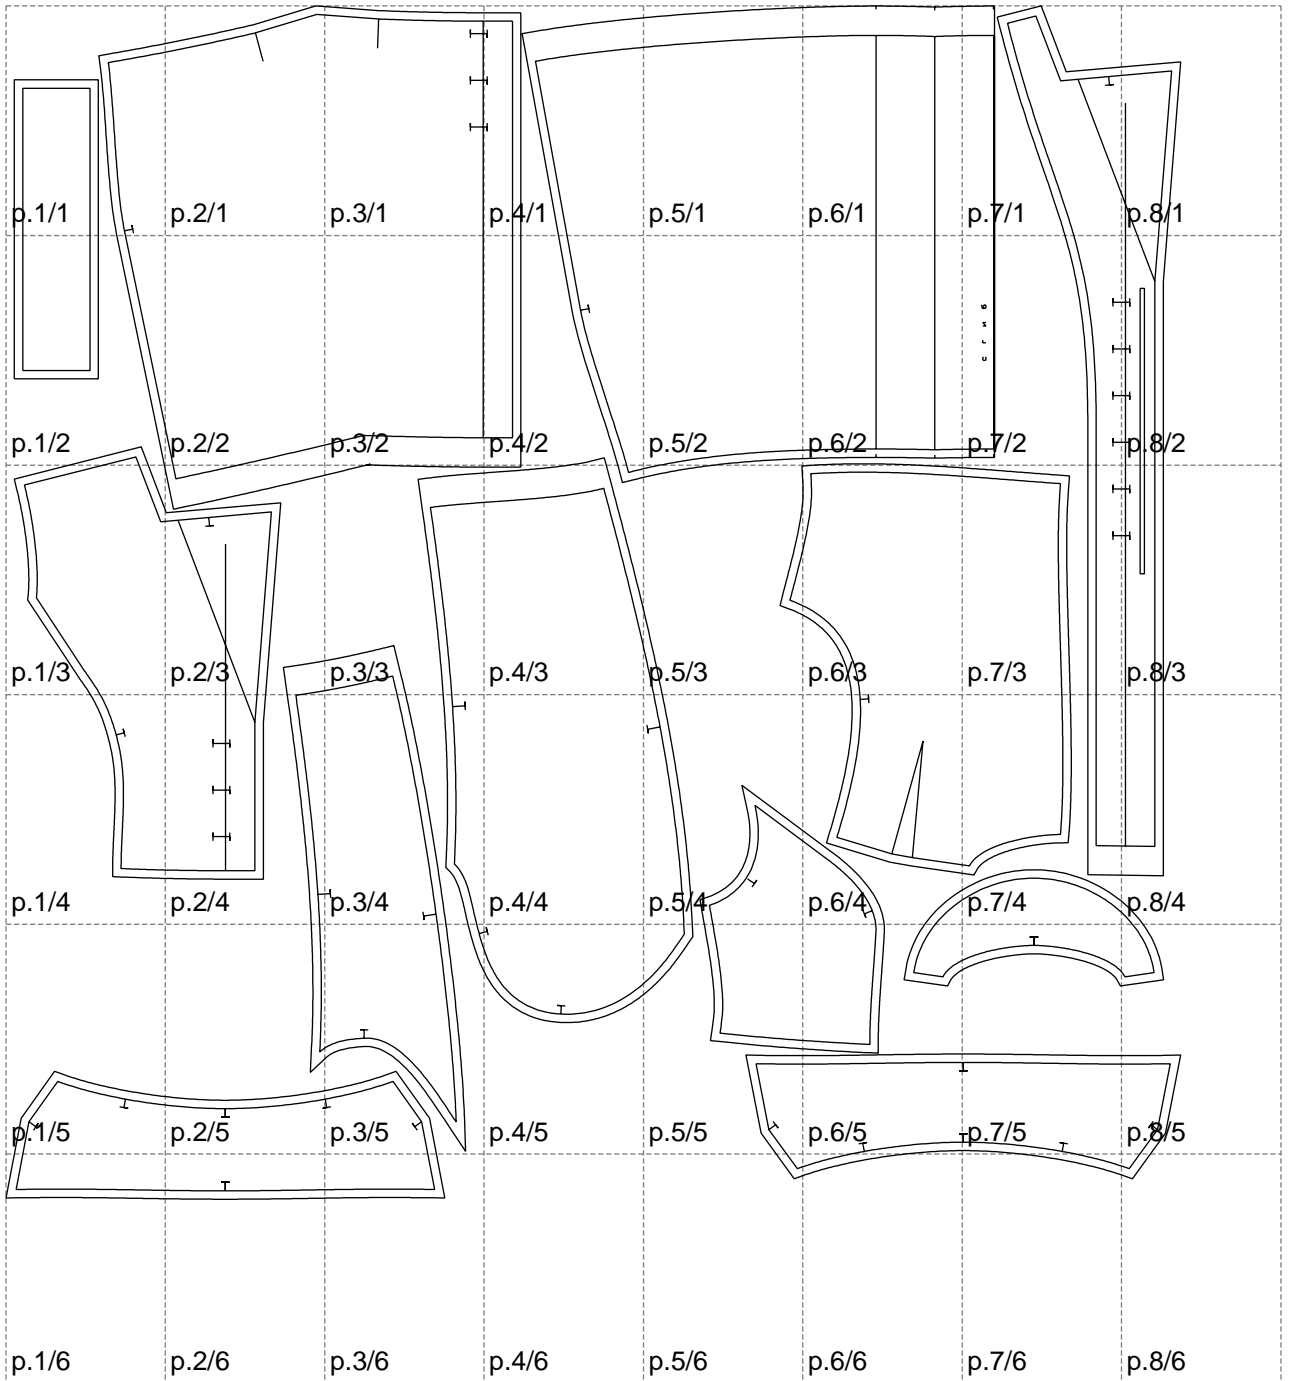 p.1/1 p.2/1 p.3/1 p.4/1 p.5/1 p.6/1 p.7/1 p.8/1
сгиб
p.1/2 p.2/2 p.3/2 p.4/2 p.5/2 p.6/2 p.7/2 p.8/2
p.1/3 p.2/3 p.3/3 p.4/3 p.5/3 p.6/3 p.7/3 p.8/3
p.1/4 p.2/4 p.3/4 p.4/4 p.5/4 p.6/4 p.7/4 p.8/4
p.1/5 p.2/5 p.3/5 p.4/5 p.5/5 p.6/5 p.7/5 p.8/5
p.1/6 p.2/6 p.3/6 p.4/6 p.5/6 p.6/6 p.7/6 p.8/6